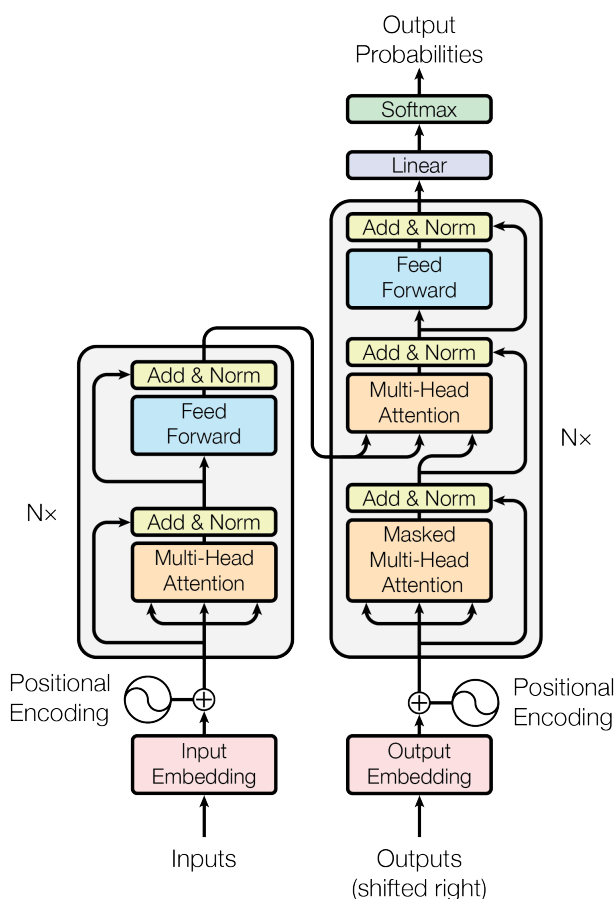 Output
Probabilities
Softmax
Linear
Add & Norm
Feed
Forward
Add & Norm
Multi-Head
Attention
Add & Norm
Masked
Multi-Head
Attention
Nx
Add & Norm
Feed
Forward
Add & Norm
Multi-Head
Attention
Nx
Positional
Encoding
Positional
Encoding
Input
Embedding
Output
Embedding
Inputs
Outputs
(shifted right)